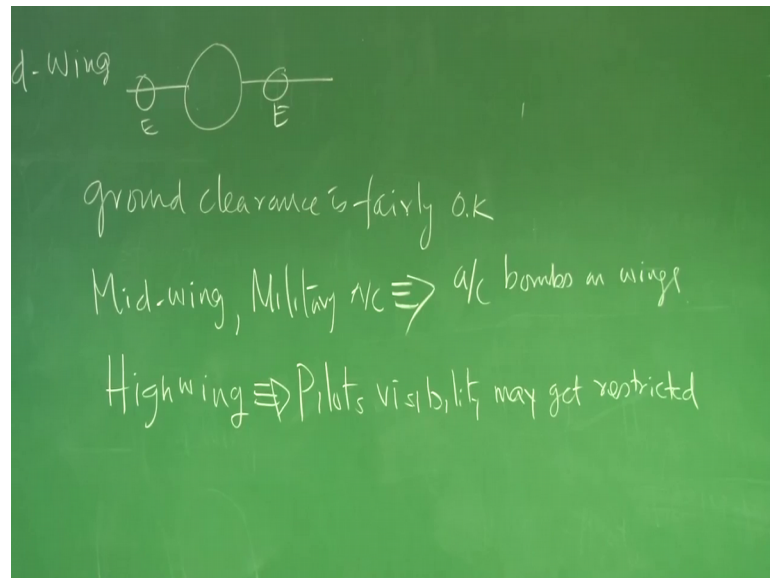 d-Wing
E E
ground clearance is fairly O.K
Mid-wing, Military A/C ⇒ a/c bombs on wings
Highwing ⇒ Pilots visibility may get restricted